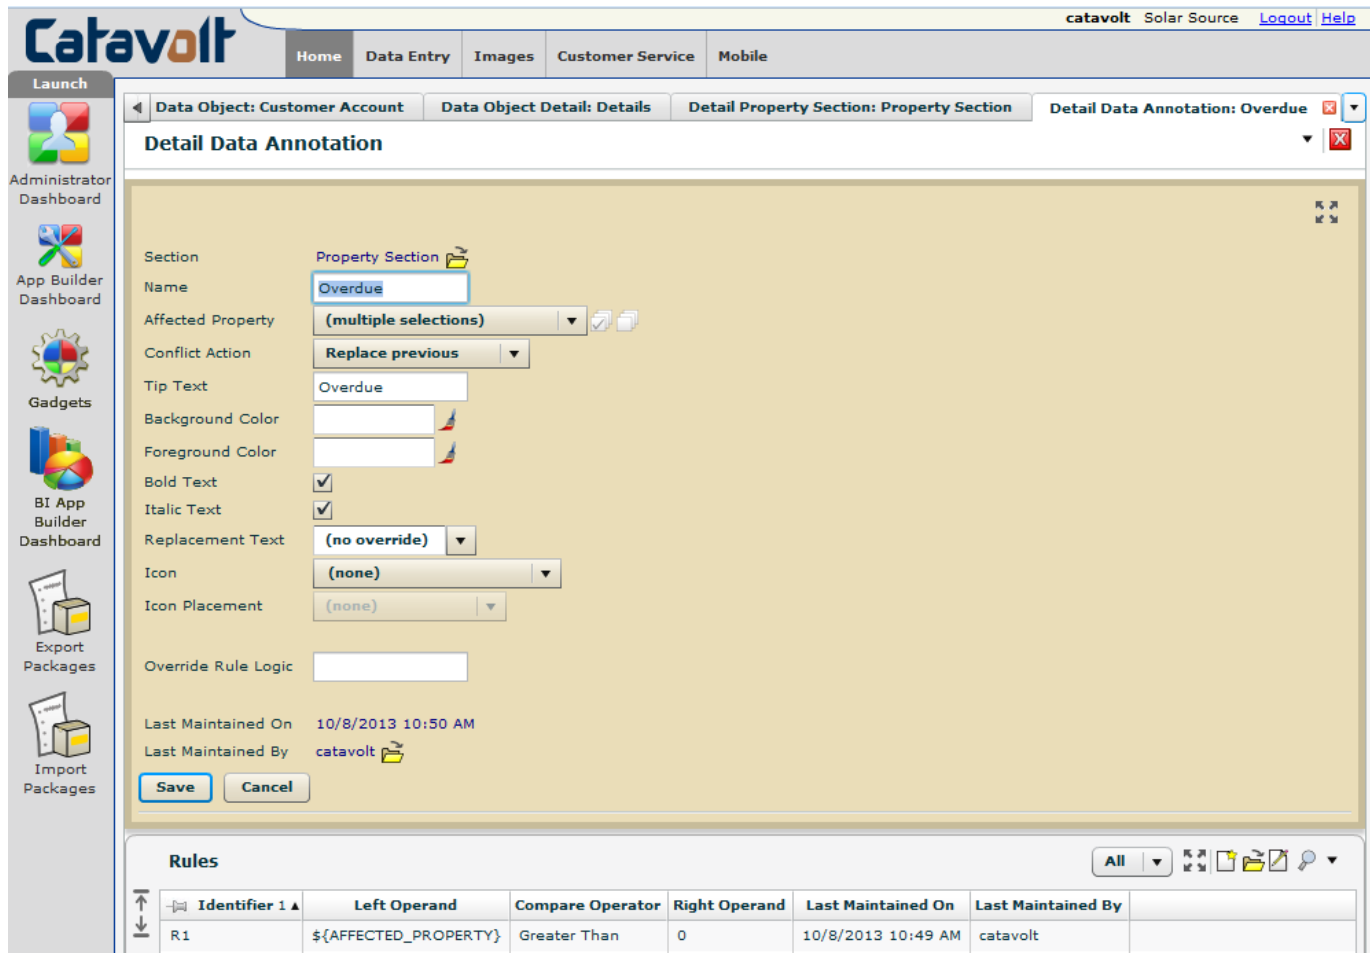 catavolt Solar Source Logout Help
Catavolt
Home Data Entry Images Customer Service Mobile
Launch
Data Object: Customer Account Data Object Detail: Details Detail Property Section: Property Section Detail Data Annotation: Overdue
Detail Data Annotation
Administrator
Dashboard
App Builder
Dashboard
Gadgets
BI App
Builder
Dashboard
Export
Packages
Import
Packages
Section Property Section
Name Overdue
Affected Property (multiple selections)
Conflict Action Replace previous
Tip Text Overdue
Background Color
Foreground Color
Bold Text
Italic Text
Replacement Text (no override)
Icon (none)
Icon Placement (none)
Override Rule Logic
Last Maintained On 10/8/2013 10:50 AM
Last Maintained By catavolt
Save Cancel
Rules All
Identifier 1 Left Operand Compare Operator Right Operand Last Maintained On Last Maintained By
R1 ${AFFECTED_PROPERTY} Greater Than 0 10/8/2013 10:49 AM catavolt